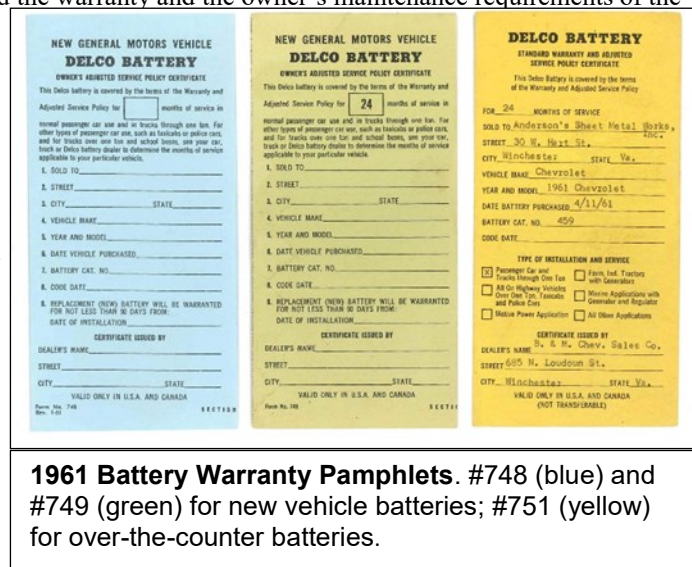 the warranty and the owner's maintenance requirements of the
NEW GENERAL MOTORS VEHICLE
DELCO BATTERY
OWNER'S ADJUSTED SERVICE POLICY CERTIFICATE
This Delco battery is covered by the terms of the Warranty and
Adjusted Service Policy for months of service in
normal passenger car use and in trucks through one ton. For
other types of passenger car use, such as taxicabs or police cars,
and for trucks over one ton and school buses, see your car,
truck or Delco battery dealer to determine the months of service
applicable to your particular vehicle.
1. SOLD TO
2. STREET
3. CITY STATE
4. VEHICLE MAKE
5. YEAR AND MODEL
6. DATE VEHICLE PURCHASED
7. BATTERY CAT. NO.
8. CODE DATE
9. REPLACEMENT (NEW) BATTERY WILL BE WARRANTED
FOR NOT LESS THAN 90 DAYS FROM:
DATE OF INSTALLATION
CERTIFICATE ISSUED BY
DEALER'S NAME
STREET
CITY STATE
VALID ONLY IN U.S.A. AND CANADA
Form No. 748
Rev. 1-61
NEW GENERAL MOTORS VEHICLE
DELCO BATTERY
OWNER'S ADJUSTED SERVICE POLICY CERTIFICATE
This Delco battery is covered by the terms of the Warranty and
Adjusted Service Policy for 24 months of service in
normal passenger car use and in trucks through one ton. For
other types of passenger car use, such as taxicabs or police cars,
and for trucks over one ton and school buses, see your car,
truck or Delco battery dealer to determine the months of service
applicable to your particular vehicle.
1. SOLD TO
2. STREET
3. CITY STATE
4. VEHICLE MAKE
5. YEAR AND MODEL
6. DATE VEHICLE PURCHASED
7. BATTERY CAT. NO.
8. CODE DATE
9. REPLACEMENT (NEW) BATTERY WILL BE WARRANTED
FOR NOT LESS THAN 90 DAYS FROM:
DATE OF INSTALLATION
CERTIFICATE ISSUED BY
DEALER'S NAME
STREET
CITY STATE
VALID ONLY IN U.S.A. AND CANADA
Form No.
DELCO BATTERY
STANDARD WARRANTY AND ADJUSTED
SERVICE POLICY CERTIFICATE
This Delco Battery is covered by the terms
of the Warranty and Adjusted Service Policy
FOR 24 MONTHS OF SERVICE
SOLD TO Anderson's Sheet Metal Works,
Inc.
STREET 30 W. Hart St.
CITY Winchester STATE Va.
VEHICLE MAKE Chevrolet
YEAR AND MODEL 1961 Chevrolet
DATE BATTERY PURCHASED 4/11/61
BATTERY CAT. NO. 459
CODE DATE
TYPE OF INSTALLATION AND SERVICE
X Passenger Car and
Trucks through One Ton
Farm, Ind. Tractors
with Generators
All On Highway Vehicles
Over One Ton, Taxicabs
and Police Cars
Marine Applications with
Generator and Regulator
Motive Power Application
All Other Applications
CERTIFICATE ISSUED BY
DEALER'S NAME B. & M. Chev. Sales Co.
STREET 685 N. Loudoun St.
CITY Winchester STATE Va.
VALID ONLY IN U.S.A. AND CANADA
(NOT TRANSFERABLE)
1961 Battery Warranty Pamphlets. #748 (blue) and
#749 (green) for new vehicle batteries; #751 (yellow)
for over-the-counter batteries.